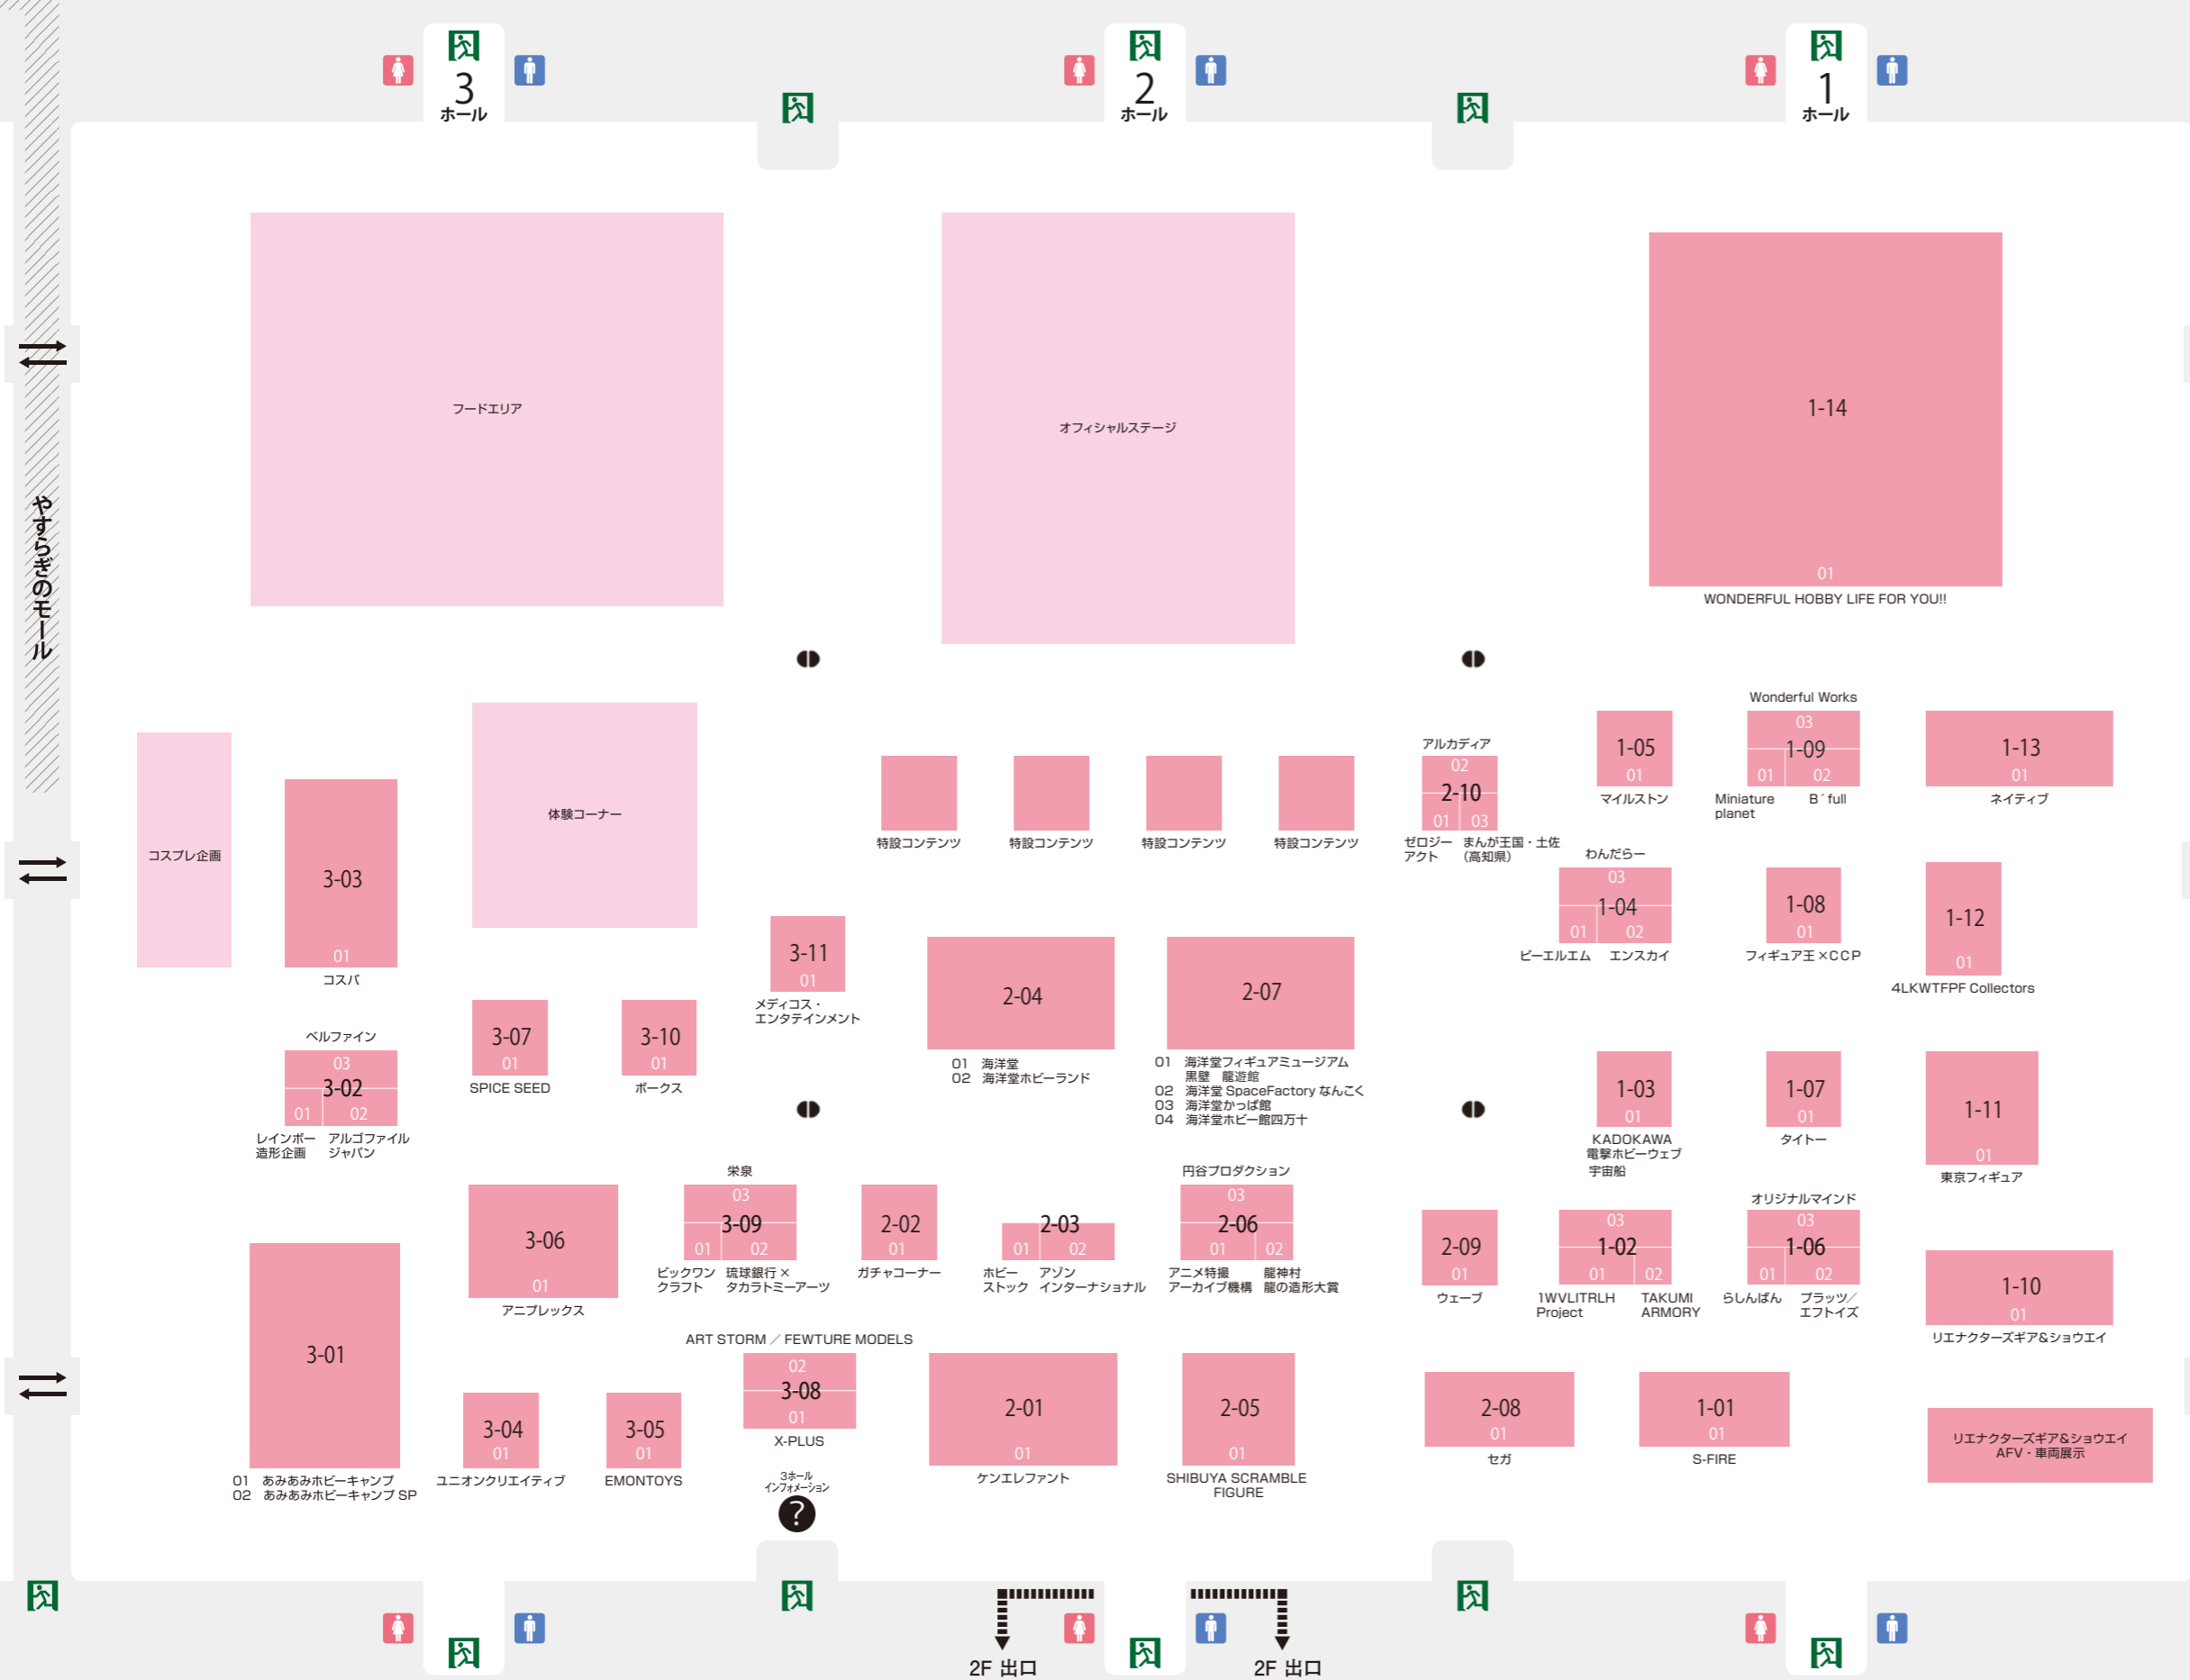 3
ホール
2
ホール
1
ホール
やすらぎのモール
フードエリア
オフィシャルステージ
1-14
01
WONDERFUL HOBBY LIFE FOR YOU!!
コスプレ企画
3-03
01
コスパ
体験コーナー
特設コンテンツ
特設コンテンツ
特設コンテンツ
特設コンテンツ
アルカディア
02
2-10
01 03
ゼロジー
アクト
まんが王国・土佐
(高知県)
1-05
01
マイルストン
Wonderful Works
03
1-09
01 02
Miniature
planet
B´full
1-13
01
ネイティブ
わんだらー
03
1-04
01 02
ピーエルエム エンスカイ
1-08
01
フィギュア王×CCP
1-12
01
4LKWTFPF Collectors
ベルファイン
03
3-02
01 02
レインボー
造形企画
アルゴファイル
ジャパン
3-07
01
SPICE SEED
3-10
01
ボークス
3-11
01
メディコス・
エンタテインメント
2-04
01 海洋堂
02 海洋堂ホビーランド
2-07
01 海洋堂フィギュアミュージアム
黒壁 龍遊館
02 海洋堂 SpaceFactory なんこく
03 海洋堂かっぱ館
04 海洋堂ホビー館四万十
1-03
01
KADOKAWA
電撃ホビーウェブ
宇宙船
1-07
01
タイトー
1-11
01
東京フィギュア
3-01
01 あみあみホビーキャンプ
02 あみあみホビーキャンプ SP
3-06
01
アニプレックス
栄泉
03
3-09
01 02
ビックワン
クラフト
琉球銀行×
タカラトミーアーツ
2-02
01
ガチャコーナー
2-03
01 02
ホビー
ストック
アゾン
インターナショナル
円谷プロダクション
03
2-06
01 02
アニメ特撮
アーカイブ機構
龍神村
龍の造形大賞
2-09
01
ウェーブ
03
1-02
01 02
1WVLITRLH
Project
TAKUMI
ARMORY
オリジナルマインド
03
1-06
01 02
らしんばん
プラッツ／
エフトイズ
1-10
01
リエナクターズギア&ショウエイ
3-04
01
ユニオンクリエイティブ
3-05
01
EMONTOYS
ART STORM ／ FEWTURE MODELS
02
3-08
01
X-PLUS
3ホール
インフォメーション
?
2-01
01
ケンエレファント
2-05
01
SHIBUYA SCRAMBLE
FIGURE
2-08
01
セガ
1-01
01
S-FIRE
リエナクターズギア&ショウエイ
AFV・車両展示
2F 出口
2F 出口